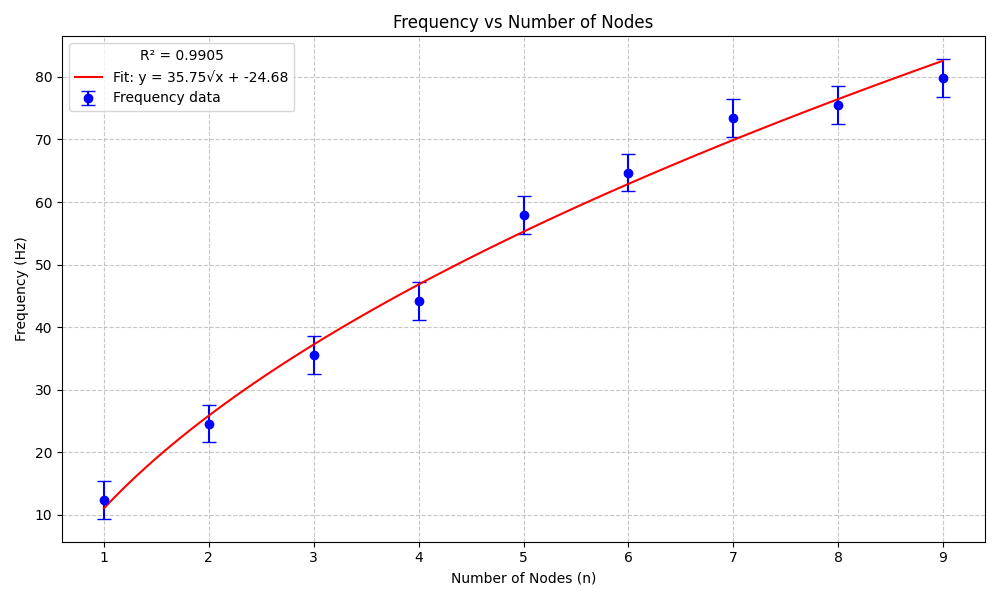 Frequency vs Number of Nodes
R² = 0.9905
Fit: y = 35.75√x + -24.68
Frequency data
Frequency (Hz)
80
70
60
50
40
30
20
10
1 2 3 4 5 6 7 8 9
Number of Nodes (n)